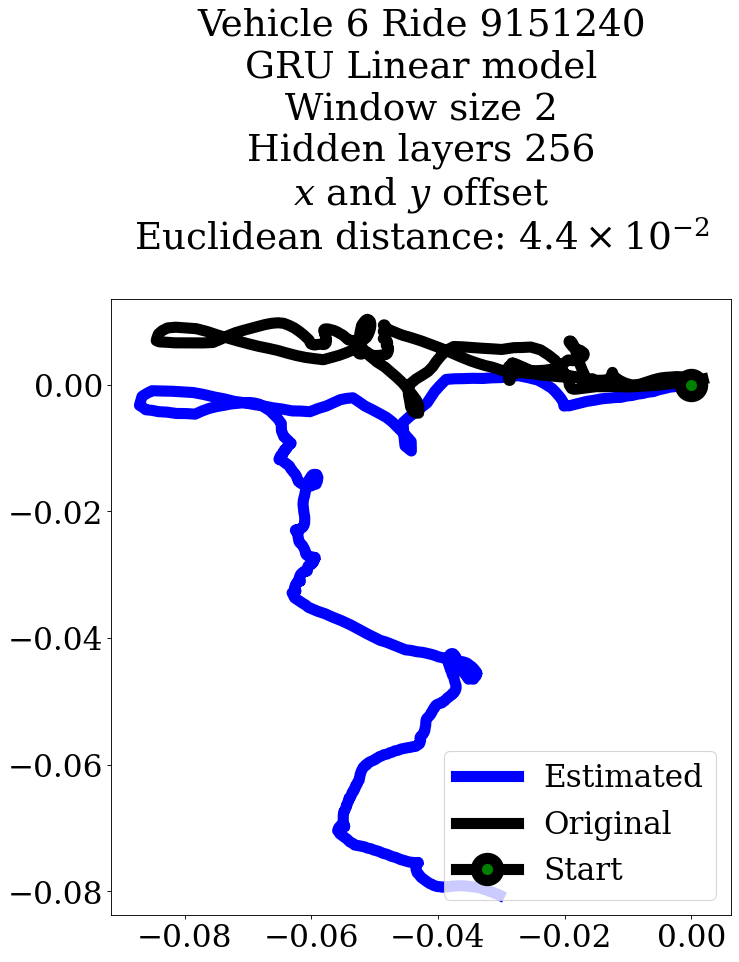 Vehicle 6 Ride 9151240
GRU Linear model
Window size 2
Hidden layers 256
x and y offset
Euclidean distance: 4.4 × 10⁻²
0.00
−0.02
−0.04
−0.06
−0.08
Estimated
Original
Start
−0.08 −0.06 −0.04 −0.02 0.00